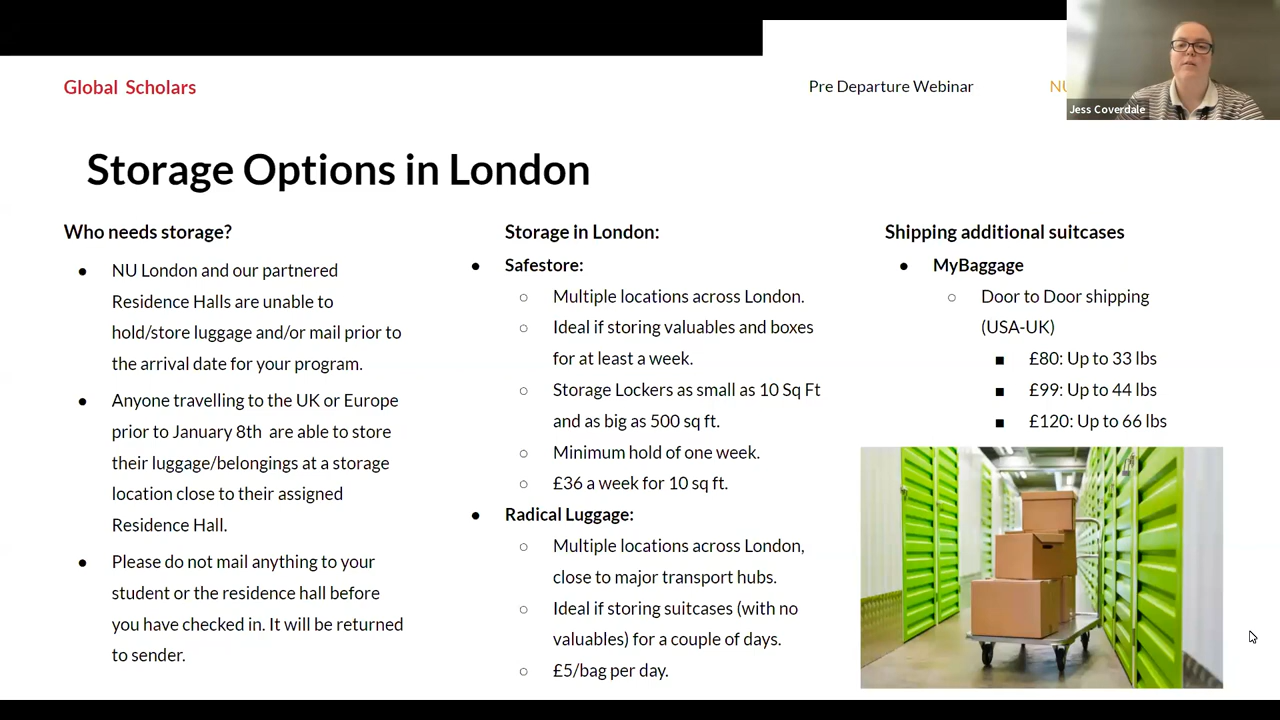 Global Scholars
Pre Departure Webinar
Jess Coverdale
Storage Options in London
Who needs storage?
● NU London and our partnered
Residence Halls are unable to
hold/store luggage and/or mail prior to
the arrival date for your program.
● Anyone travelling to the UK or Europe
prior to January 8th are able to store
their luggage/belongings at a storage
location close to their assigned
Residence Hall.
● Please do not mail anything to your
student or the residence hall before
you have checked in. It will be returned
to sender.
Storage in London:
● Safestore:
○ Multiple locations across London.
○ Ideal if storing valuables and boxes
for at least a week.
○ Storage Lockers as small as 10 Sq Ft
and as big as 500 sq ft.
○ Minimum hold of one week.
○ £36 a week for 10 sq ft.
● Radical Luggage:
○ Multiple locations across London,
close to major transport hubs.
○ Ideal if storing suitcases (with no
valuables) for a couple of days.
○ £5/bag per day.
Shipping additional suitcases
● MyBaggage
○ Door to Door shipping
(USA-UK)
■ £80: Up to 33 lbs
■ £99: Up to 44 lbs
■ £120: Up to 66 lbs